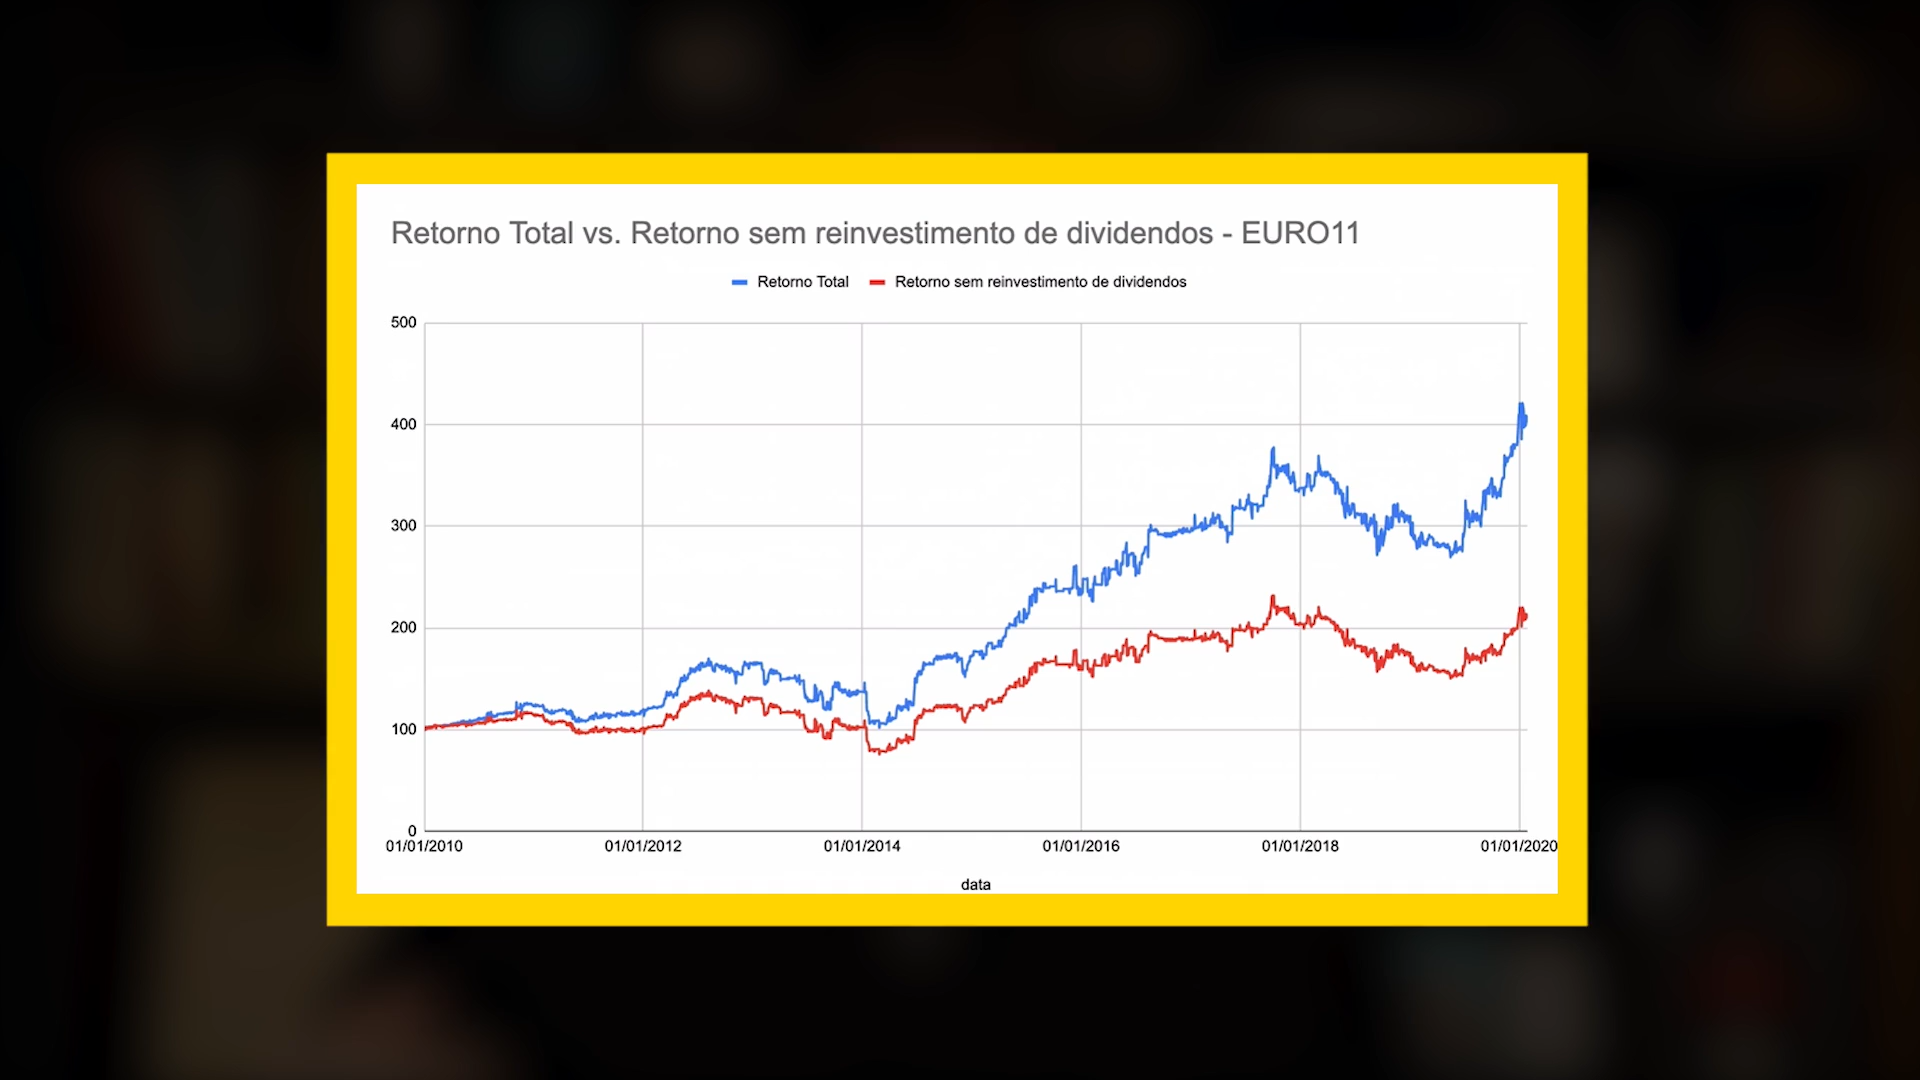 Retorno Total vs. Retorno sem reinvestimento de dividendos - EURO11
Retorno Total Retorno sem reinvestimento de dividendos
500
400
300
200
100
0
01/01/2010 01/01/2012 01/01/2014 01/01/2016 01/01/2018 01/01/2020
data